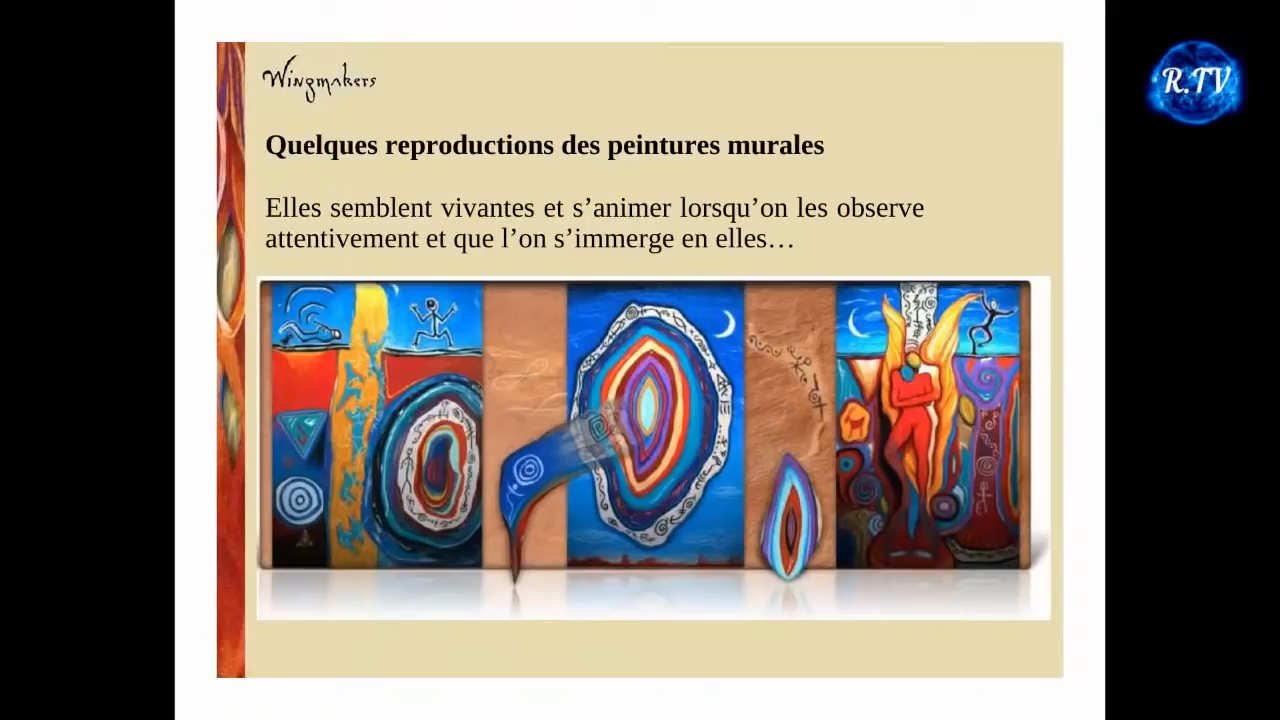 Wingmakers
R.TV
Quelques reproductions des peintures murales
Elles semblent vivantes et s’animer lorsqu’on les observe
attentivement et que l’on s’immerge en elles…